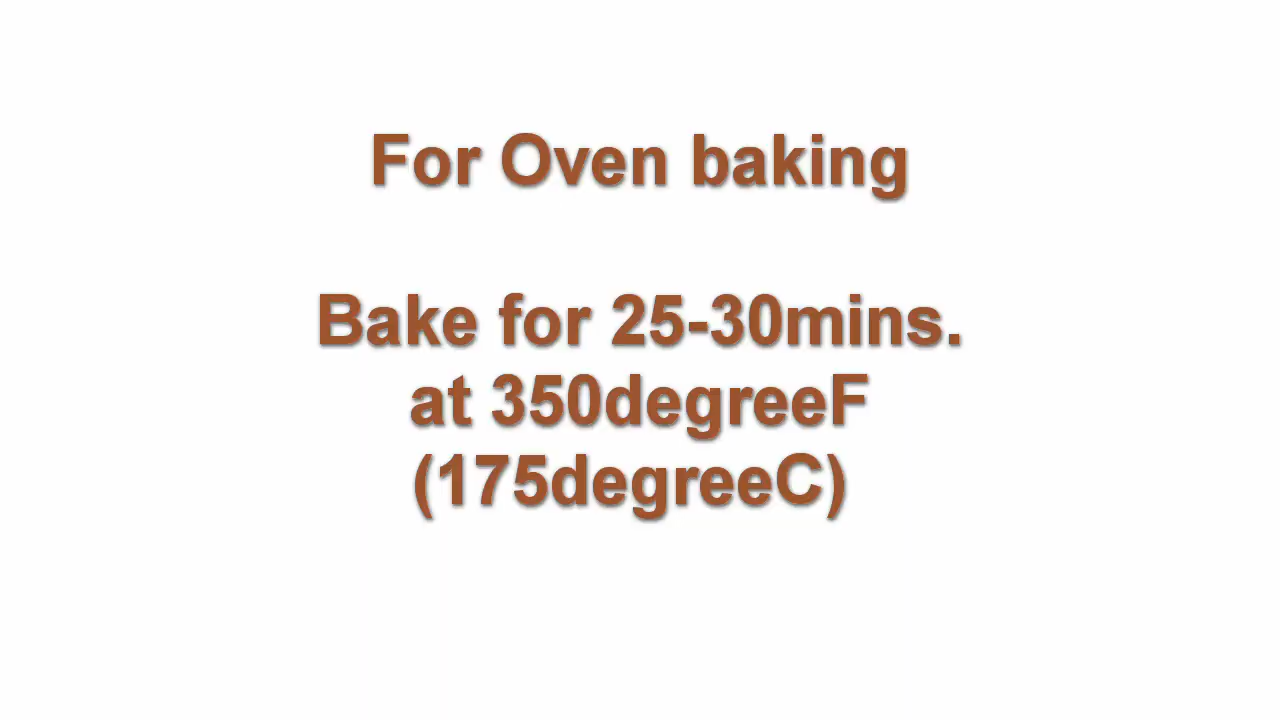 For Oven baking
Bake for 25-30mins.
at 350degreeF
(175degreeC)